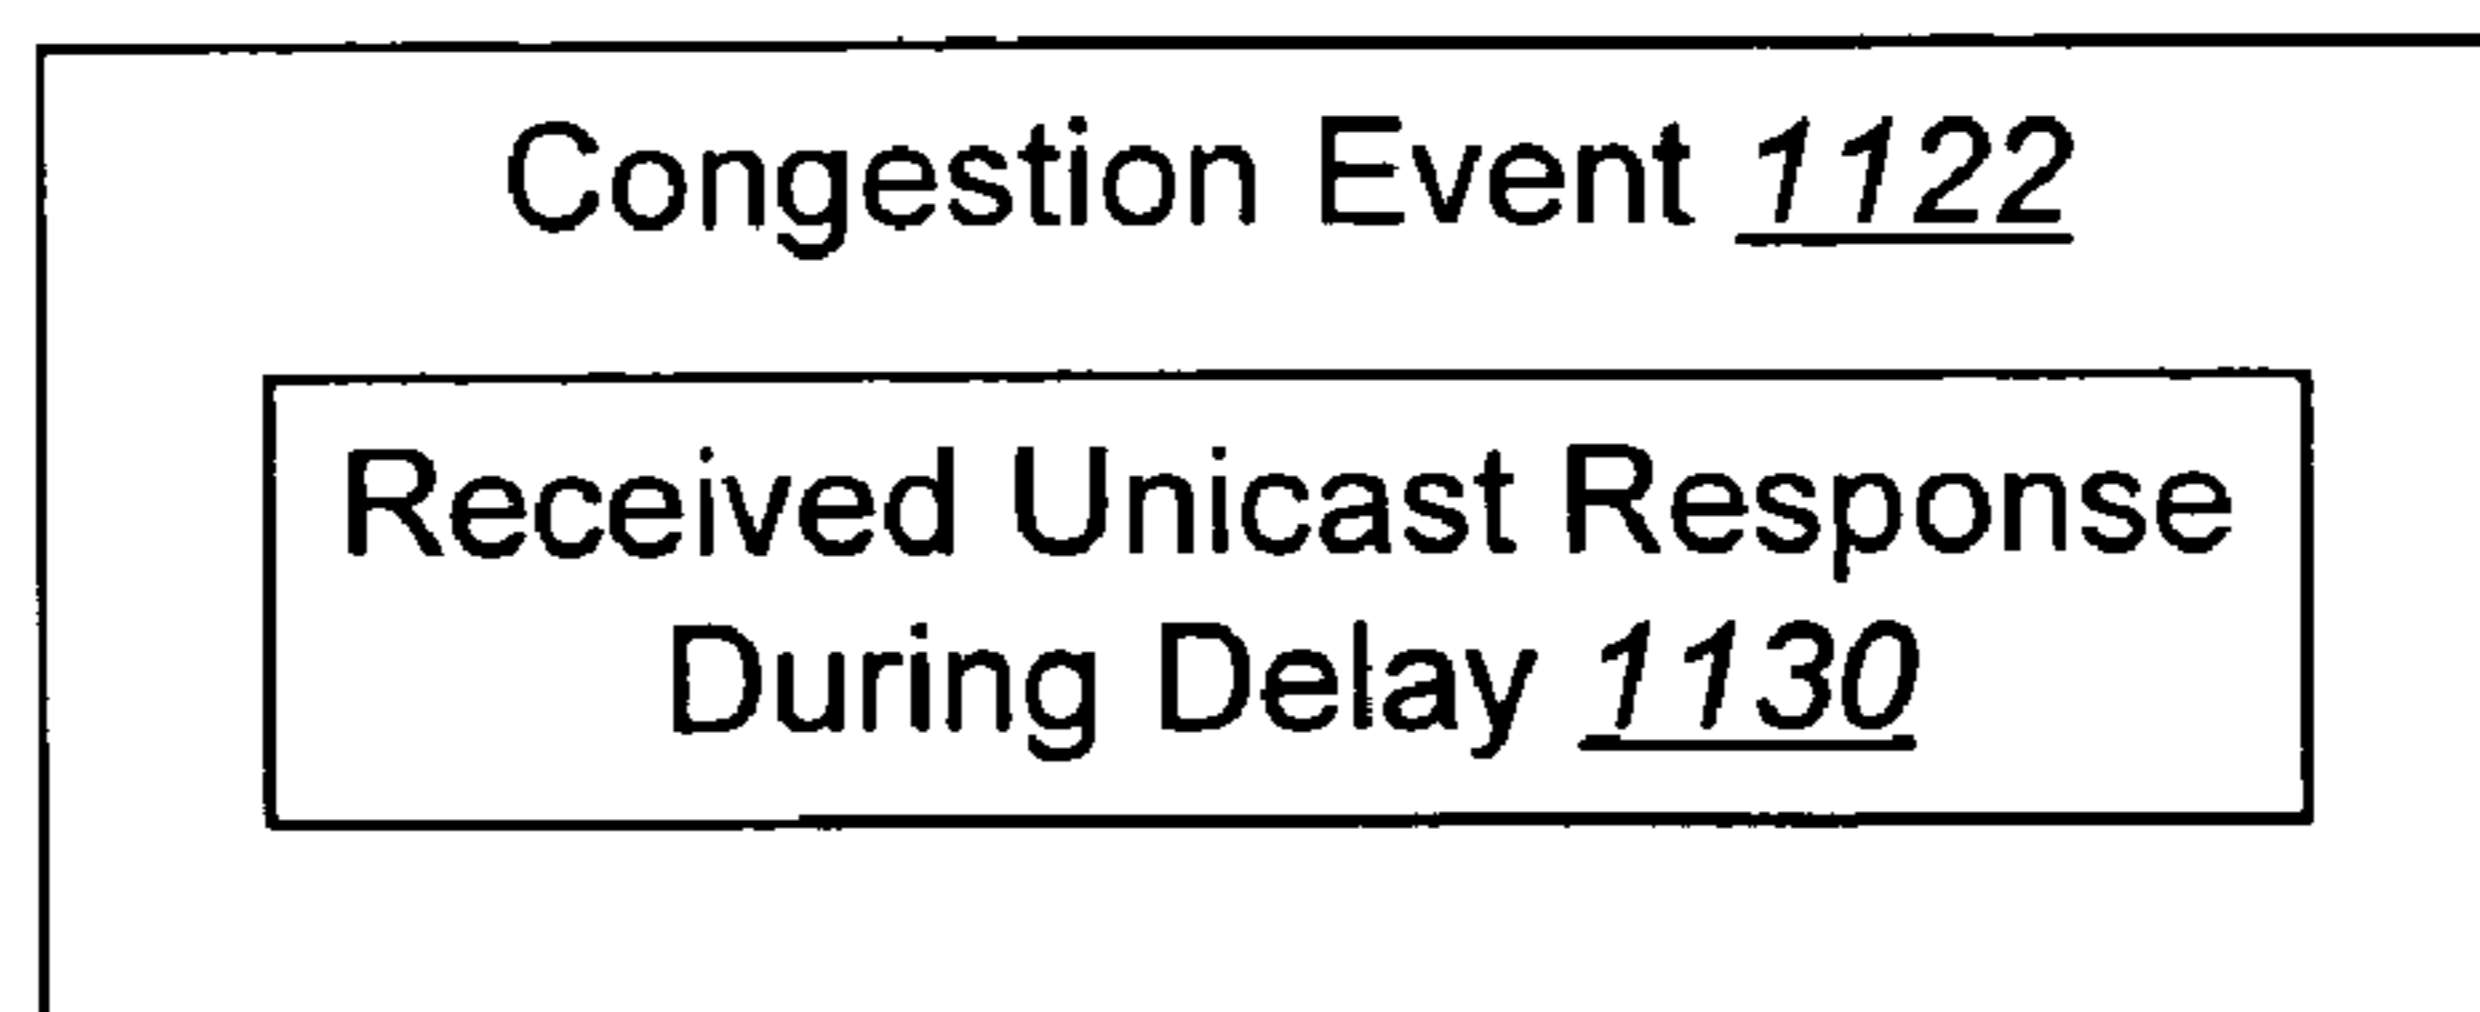 Congestion Event 1122
Received Unicast Response
During Delay 1130